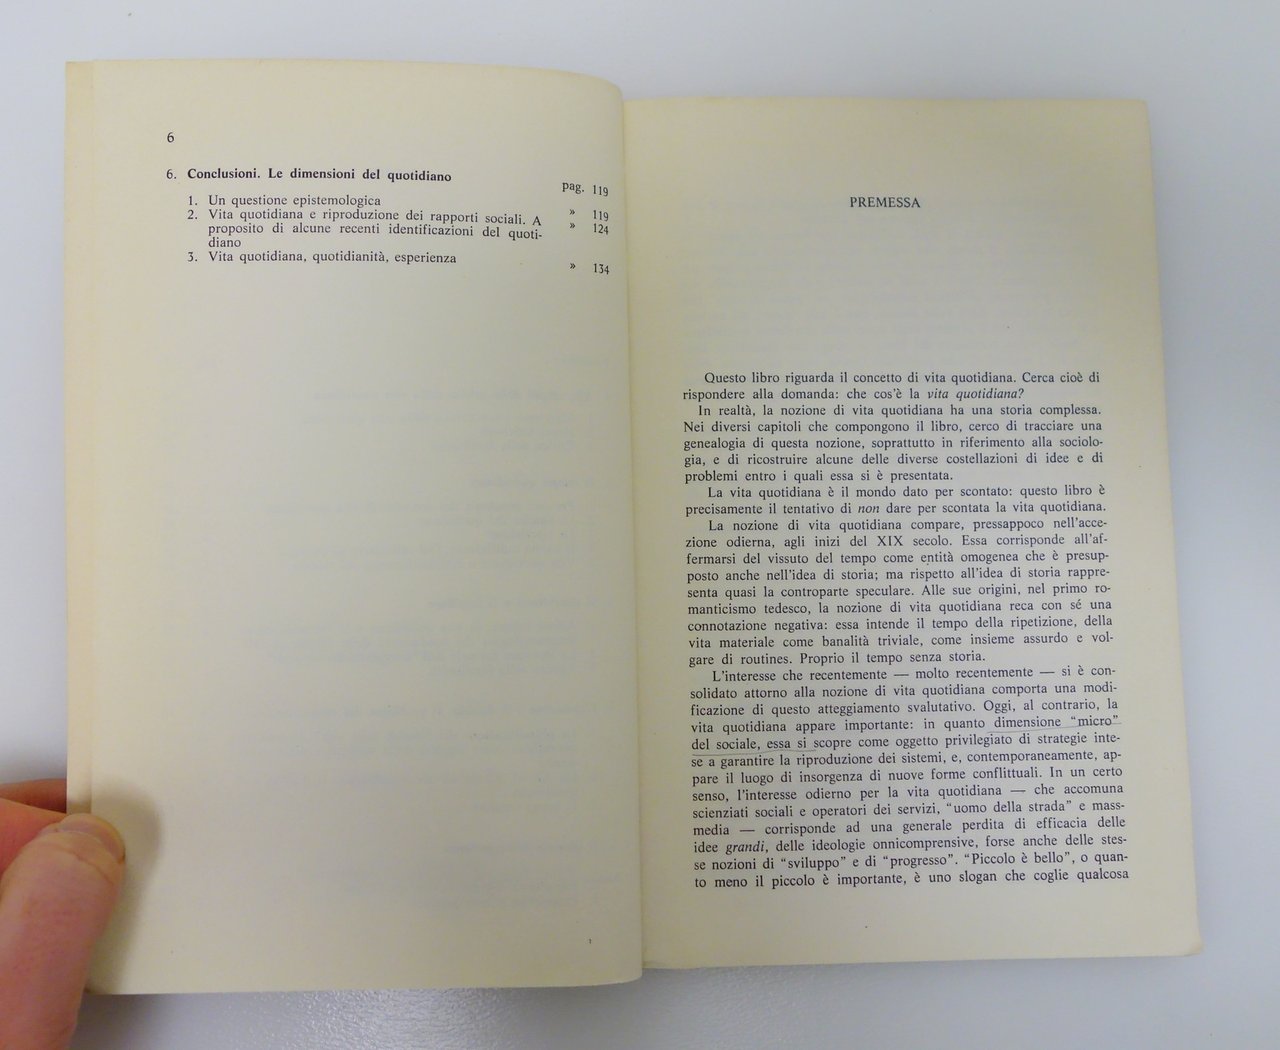 6
6. Conclusioni. Le dimensioni del quotidiano pag. 119
1. Un questione epistemologica » 119
2. Vita quotidiana e riproduzione dei rapporti sociali. A » 124
proposito di alcune recenti identificazioni del quoti-
diano
3. Vita quotidiana, quotidianità, esperienza » 134
PREMESSA
Questo libro riguarda il concetto di vita quotidiana. Cerca cioè di
rispondere alla domanda: che cos'è la vita quotidiana?
In realtà, la nozione di vita quotidiana ha una storia complessa.
Nei diversi capitoli che compongono il libro, cerco di tracciare una
genealogia di questa nozione, soprattutto in riferimento alla sociolo-
gia, e di ricostruire alcune delle diverse costellazioni di idee e di
problemi entro i quali essa si è presentata.
La vita quotidiana è il mondo dato per scontato: questo libro è
precisamente il tentativo di non dare per scontata la vita quotidiana.
La nozione di vita quotidiana compare, pressappoco nell'acce-
zione odierna, agli inizi del XIX secolo. Essa corrisponde all'af-
fermarsi del vissuto del tempo come entità omogenea che è presup-
posto anche nell'idea di storia; ma rispetto all'idea di storia rappre-
senta quasi la controparte speculare. Alle sue origini, nel primo ro-
manticismo tedesco, la nozione di vita quotidiana reca con sé una
connotazione negativa: essa intende il tempo della ripetizione, della
vita materiale come banalità triviale, come insieme assurdo e vol-
gare di routines. Proprio il tempo senza storia.
L'interesse che recentemente — molto recentemente — si è con-
solidato attorno alla nozione di vita quotidiana comporta una modi-
ficazione di questo atteggiamento svalutativo. Oggi, al contrario, la
vita quotidiana appare importante: in quanto dimensione "micro"
del sociale, essa si scopre come oggetto privilegiato di strategie inte-
se a garantire la riproduzione dei sistemi, e, contemporaneamente, ap-
pare il luogo di insorgenza di nuove forme conflittuali. In un certo
senso, l'interesse odierno per la vita quotidiana — che accomuna
scienziati sociali e operatori dei servizi, "uomo della strada" e mass-
media — corrisponde ad una generale perdita di efficacia delle
idee grandi, delle ideologie onnicomprensive, forse anche delle stes-
se nozioni di "sviluppo" e di "progresso". "Piccolo è bello", o quan-
to meno il piccolo è importante, è uno slogan che coglie qualcosa